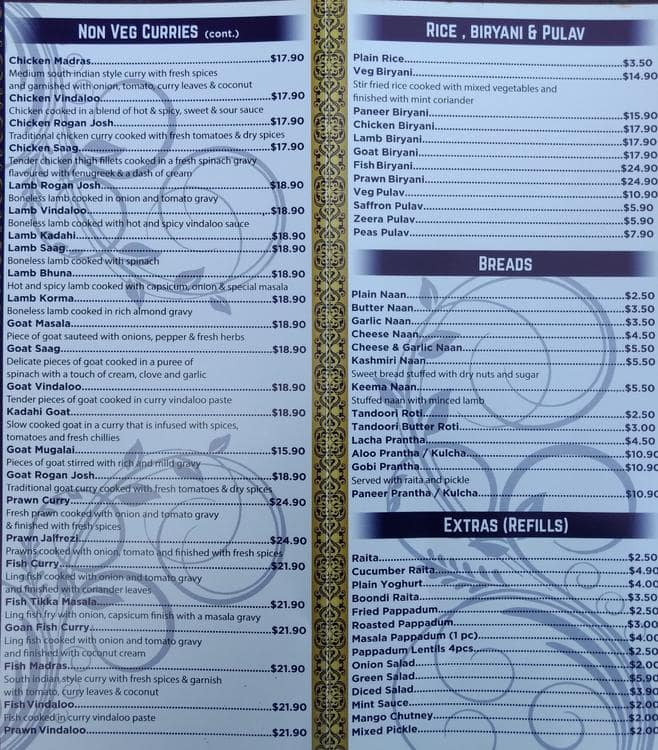 NON VEG CURRIES (CONT.)
Chicken Madras.....$17.90
Medium south indian style curry with fresh spices
and garnished with onion, tomato, curry leaves & coconut
Chicken Vindaloo.....$17.90
Chicken cooked in a blend of hot & spicy, sweet & sour sauce
Chicken Rogan Josh.....$17.90
Traditional chicken curry cooked with fresh tomatoes & dry spices
Chicken Saag.....$17.90
Tender chicken thigh fillets cooked in a fresh spinach gravy
flavoured with fenugreek & a dash of cream
Lamb Rogan Josh.....$18.90
Boneless lamb cooked in onion and tomato gravy
Lamb Vindaloo.....$18.90
Boneless lamb cooked with hot and spicy vindaloo sauce
Lamb Kadahi.....$18.90
Lamb Saag.....$18.90
Boneless lamb cooked with spinach
Lamb Bhuna.....$18.90
Hot and spicy lamb cooked with capsicum, onion & special masala
Lamb Korma.....$18.90
Boneless lamb cooked in rich almond gravy
Goat Masala.....$18.90
Piece of goat sauteed with onions, pepper & fresh herbs
Goat Saag.....$18.90
Delicate pieces of goat cooked in a puree of
spinach with a touch of cream, clove and garlic
Goat Vindaloo.....$18.90
Tender pieces of goat cooked in curry vindaloo paste
Kadahi Goat.....$18.90
Slow cooked goat in a curry that is infused with spices,
tomatoes and fresh chillies
Goat Mugalai.....$15.90
Pieces of goat stirred with rich and mild gravy
Goat Rogan Josh.....$18.90
Traditional goat curry cooked with fresh tomatoes & dry spices
Prawn Curry.....$24.90
Fresh prawn cooked with onion and tomato gravy
& finished with fresh spices
Prawn Jalfrezi.....$24.90
Prawns cooked with onion, tomato and finished with fresh spices
Fish Curry.....$21.90
Ling fish cooked with onion and tomato gravy
and finished with coriander leaves
Fish Tikka Masala.....$21.90
Ling fish fry with onion, capsicum finish with a masala gravy
Goan Fish Curry.....$21.90
Ling fish cooked with onion and tomato gravy
and finished with coconut cream
Fish Madras.....$21.90
South indian style curry with fresh spices & garnish
with tomato, curry leaves & coconut
Fish Vindaloo.....$21.90
Fish cooked in curry vindaloo paste
Prawn Vindaloo.....$21.90
RICE , BIRYANI & PULAV
Plain Rice.....$3.50
Veg Biryani.....$14.90
Stir fried rice cooked with mixed vegetables and
finished with mint coriander
Paneer Biryani.....$15.90
Chicken Biryani.....$17.90
Lamb Biryani.....$17.90
Goat Biryani.....$17.90
Fish Biryani.....$24.90
Prawn Biryani.....$24.90
Veg Pulav.....$10.90
Saffron Pulav.....$5.90
Zeera Pulav.....$5.90
Peas Pulav.....$7.90
BREADS
Plain Naan.....$2.50
Butter Naan.....$3.50
Garlic Naan.....$3.50
Cheese Naan.....$4.50
Cheese & Garlic Naan.....$5.50
Kashmiri Naan.....$5.50
Sweet bread stuffed with dry nuts and sugar
Keema Naan.....$5.50
Stuffed naan with minced lamb
Tandoori Roti.....$2.50
Tandoori Butter Roti.....$3.00
Lacha Prantha.....$4.50
Aloo Prantha / Kulcha.....$10.90
Gobi Prantha.....$10.90
Served with raita and pickle
Paneer Prantha / Kulcha.....$10.90
EXTRAS (REFILLS)
Raita.....$2.50
Cucumber Raita.....$4.90
Plain Yoghurt.....$4.00
Boondi Raita.....$3.50
Fried Pappadum.....$2.50
Roasted Pappadum.....$3.00
Masala Pappadum (1 pc).....$4.00
Pappadum Lentils 4pcs.....$2.50
Onion Salad.....$2.00
Green Salad.....$5.90
Diced Salad.....$3.90
Mint Sauce.....$2.00
Mango Chutney.....$2.00
Mixed Pickle.....$2.00